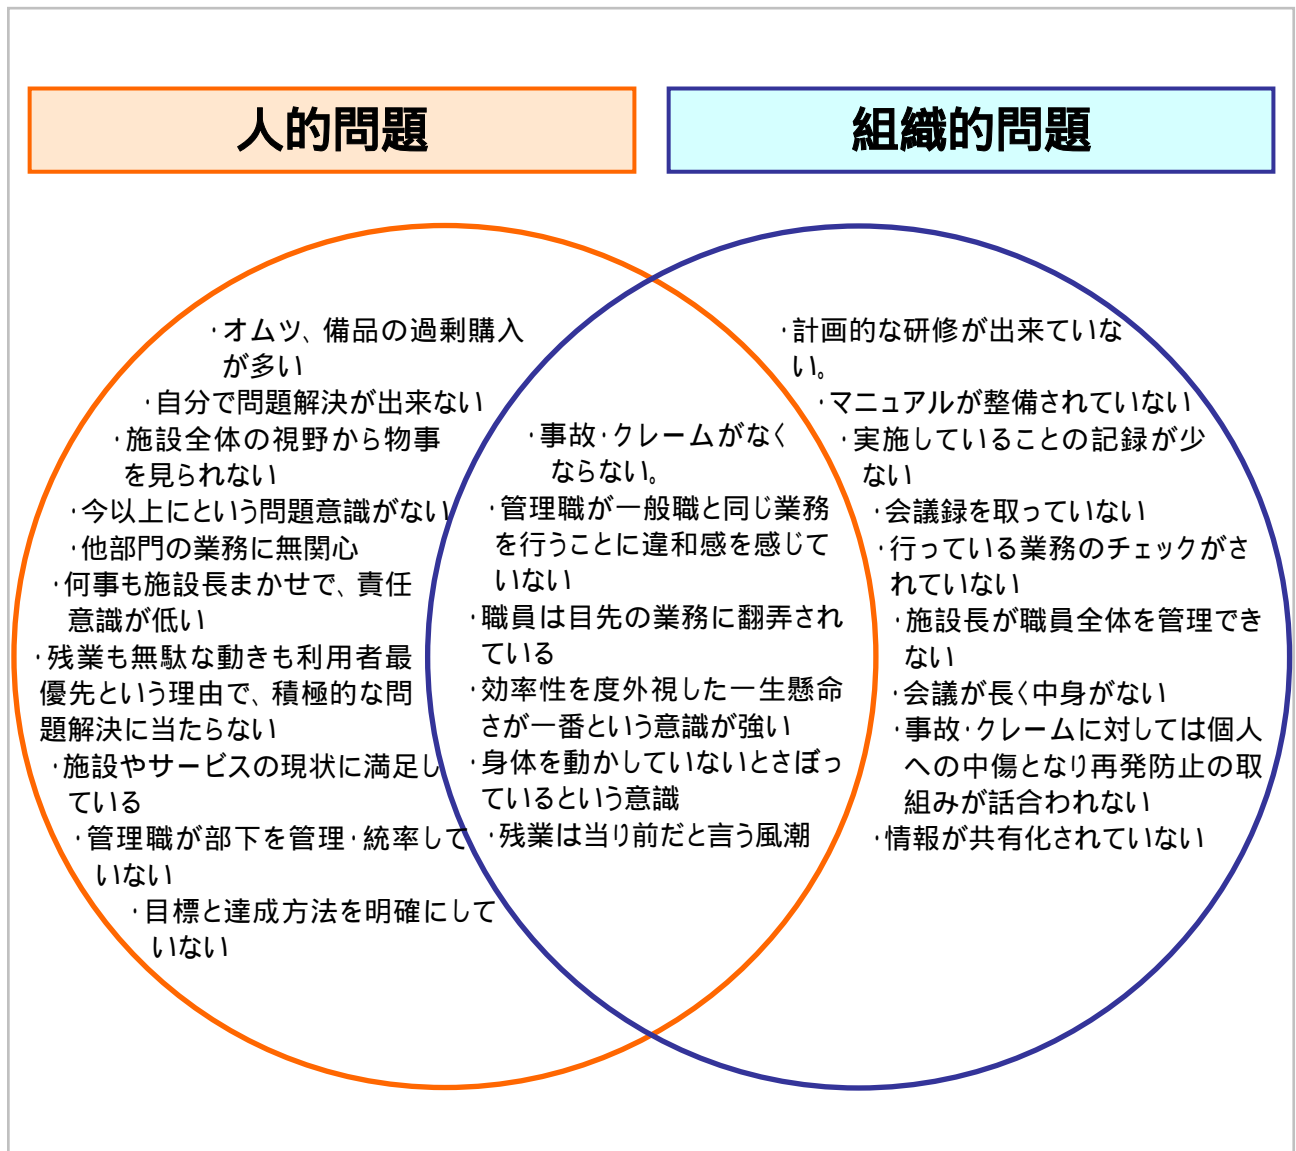 人的問題
組織的問題
・オムツ、備品の過剰購入
が多い
・自分で問題解決が出来ない
・施設全体の視野から物事
を見られない
・今以上にという問題意識がない
・他部門の業務に無関心
・何事も施設長まかせで、責任
意識が低い
・残業も無駄な動きも利用者最
優先という理由で、積極的な問
題解決に当たらない
・施設やサービスの現状に満足し
ている
・管理職が部下を管理・統率して
いない
・目標と達成方法を明確にして
いない
・事故・クレームがなく
ならない。
・管理職が一般職と同じ業務
を行うことに違和感を感じて
いない
・職員は目先の業務に翻弄され
ている
・効率性を度外視した一生懸命
さが一番という意識が強い
・身体を動かしていないとさぼっ
ているという意識
・残業は当り前だと言う風潮
・計画的な研修が出来ていな
い。
・マニュアルが整備されていない
・実施していることの記録が少
ない
・会議録を取っていない
・行っている業務のチェックがさ
れていない
・施設長が職員全体を管理でき
ない
・会議が長く中身がない
・事故・クレームに対しては個人
への中傷となり再発防止の取
組みが話合われない
・情報が共有化されていない